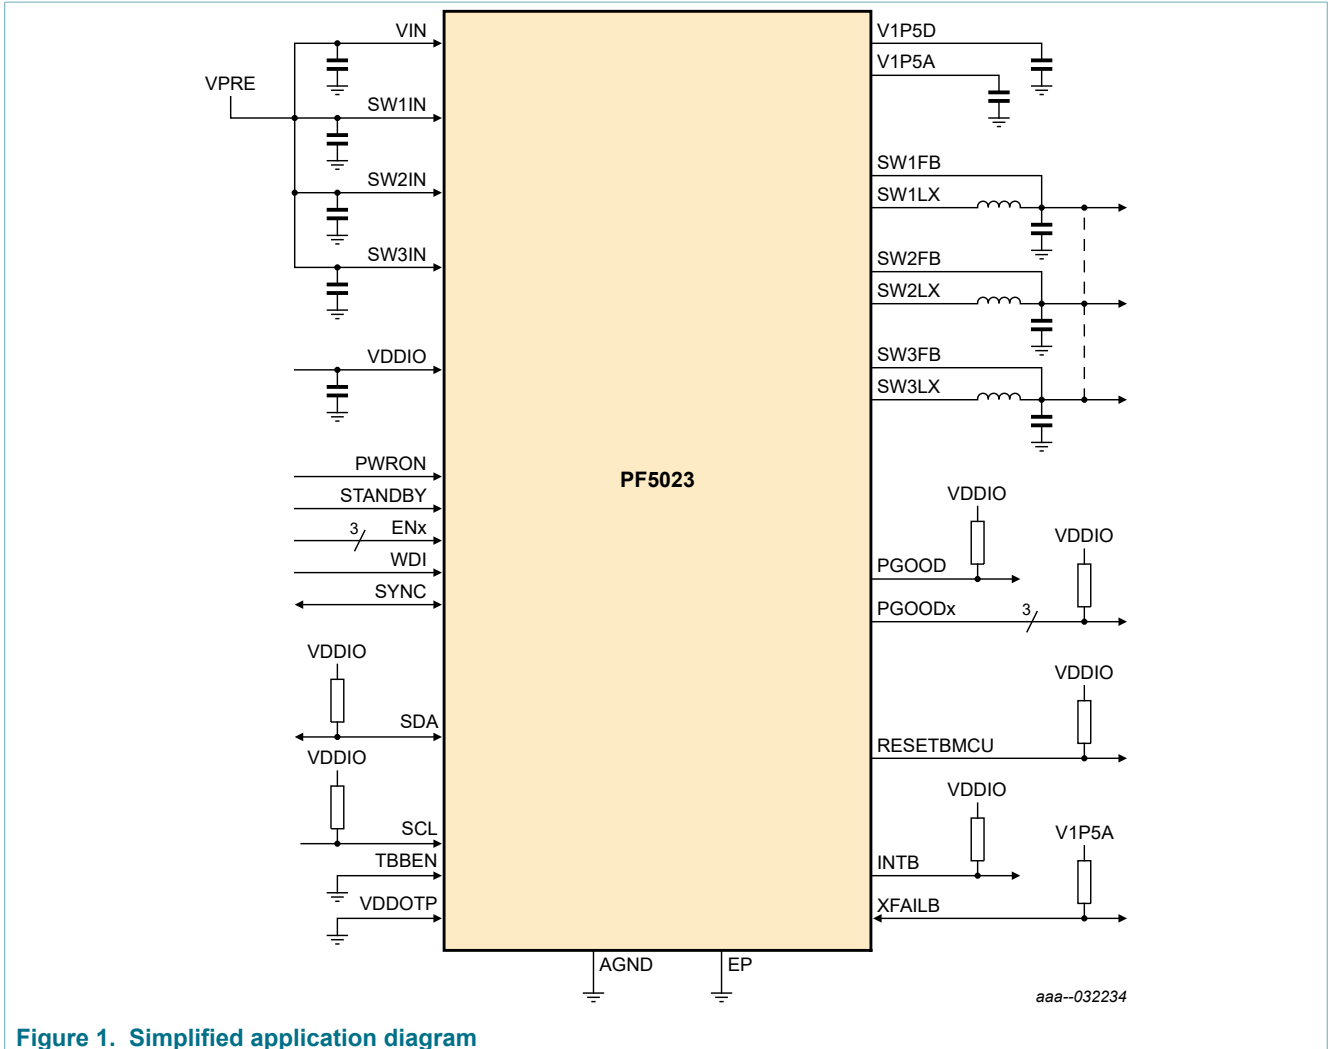 VIN
VPRE
SW1IN
SW2IN
SW3IN
VDDIO
PWRON
STANDBY
3
ENx
WDI
SYNC
VDDIO
SDA
VDDIO
SCL
TBBEN
VDDOTP
PF5023
V1P5D
V1P5A
SW1FB
SW1LX
SW2FB
SW2LX
SW3FB
SW3LX
VDDIO
PGOOD
VDDIO
PGOODx
3
VDDIO
RESETBMCU
VDDIO
INTB
V1P5A
XFAILB
AGND
EP
aaa--032234
Figure 1. Simplified application diagram